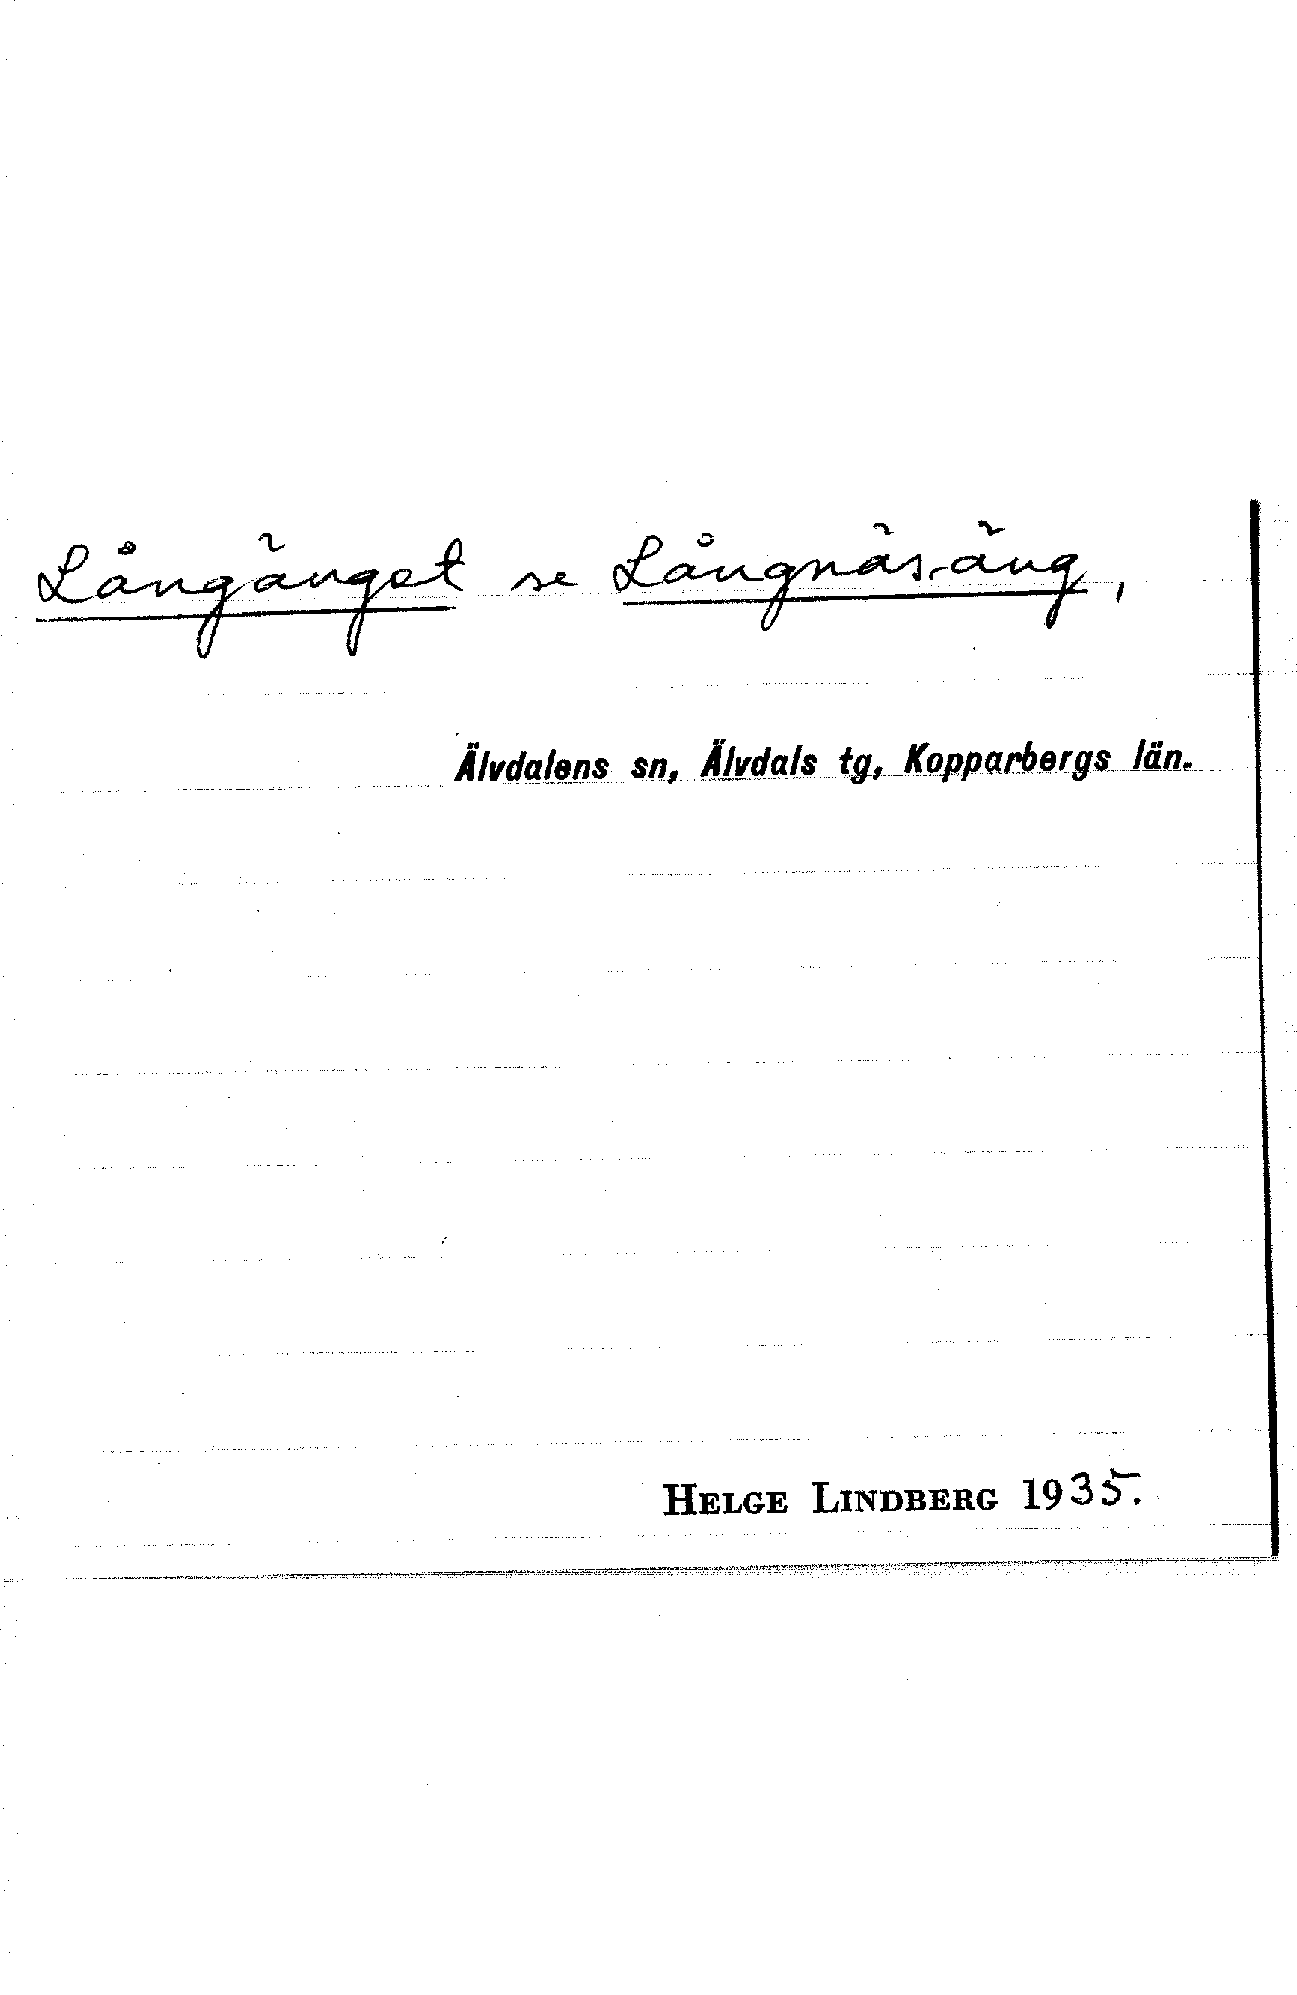 Långänget se Långnäs-äng,
Älvdalens sn, Älvdals tg, Kopparbergs län.
HELGE LINDBERG 1935.